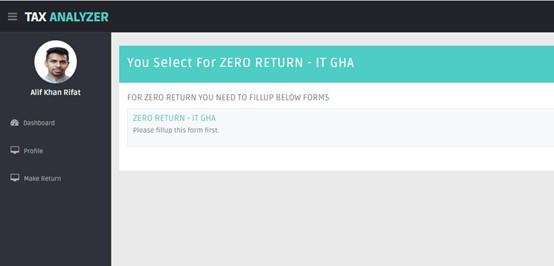 TAX ANALYZER
Alif Khan Rifat
Dashboard
Profile
Make Return
You Select For ZERO RETURN - IT GHA
FOR ZERO RETURN YOU NEED TO FILLUP BELOW FORMS
ZERO RETURN - IT GHA
Please fillup this form first.